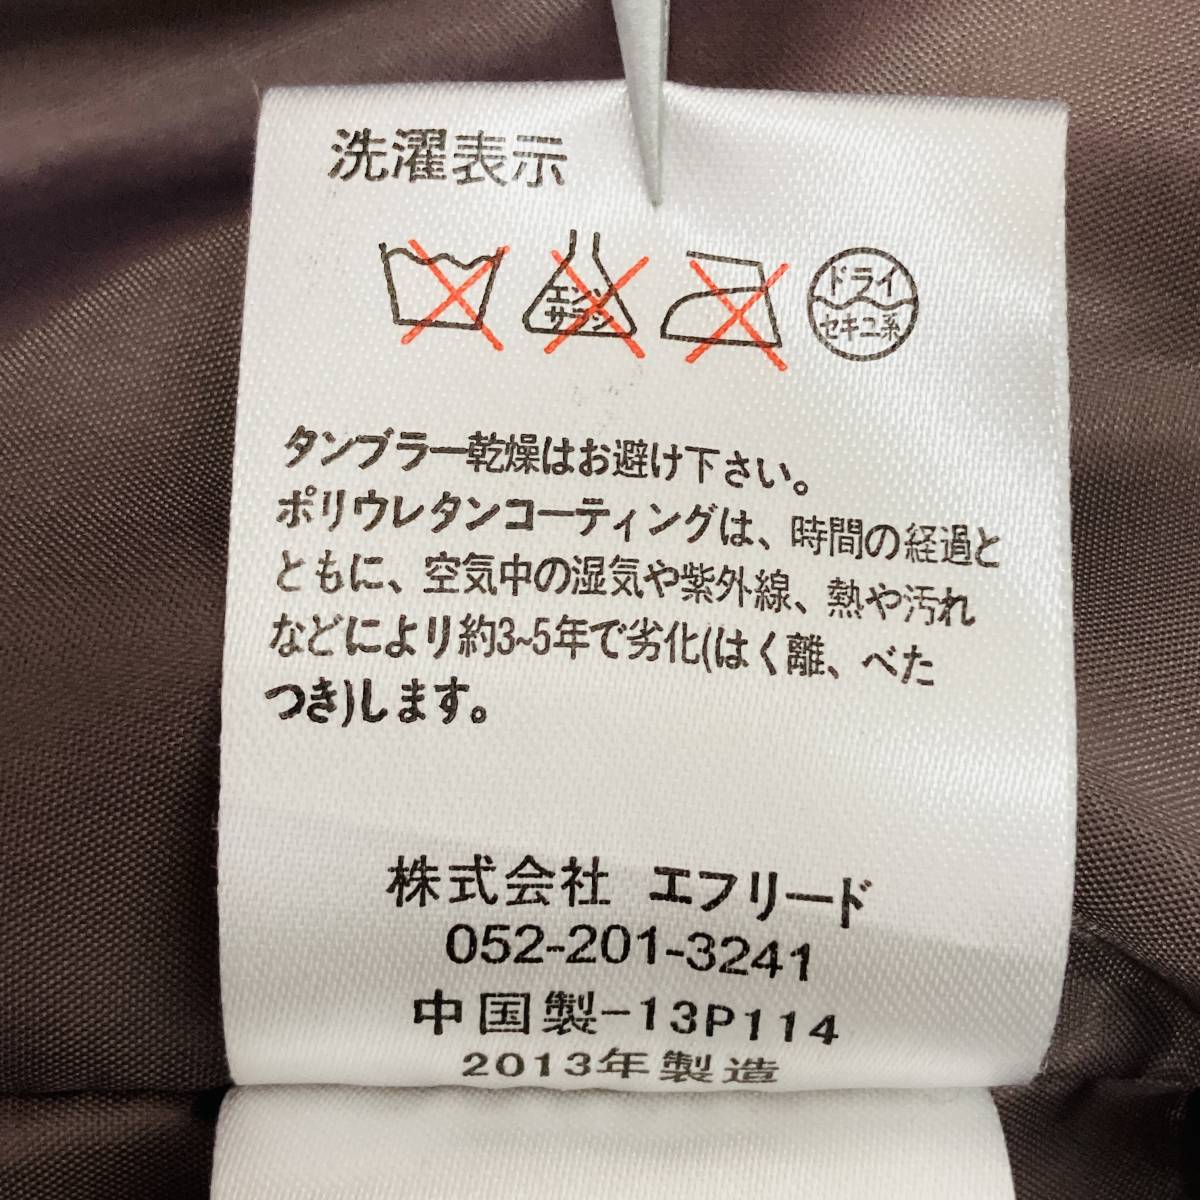 洗濯表示
エンソ
サラシ
ドライ
セキユ系
タンブラー乾燥はお避け下さい。
ポリウレタンコーティングは、時間の経過と
ともに、空気中の湿気や紫外線、熱や汚れ
などにより約3~5年で劣化(はく離、べた
つき)します。
株式会社 エフリード
052-201-3241
中国製-13P114
2013年製造